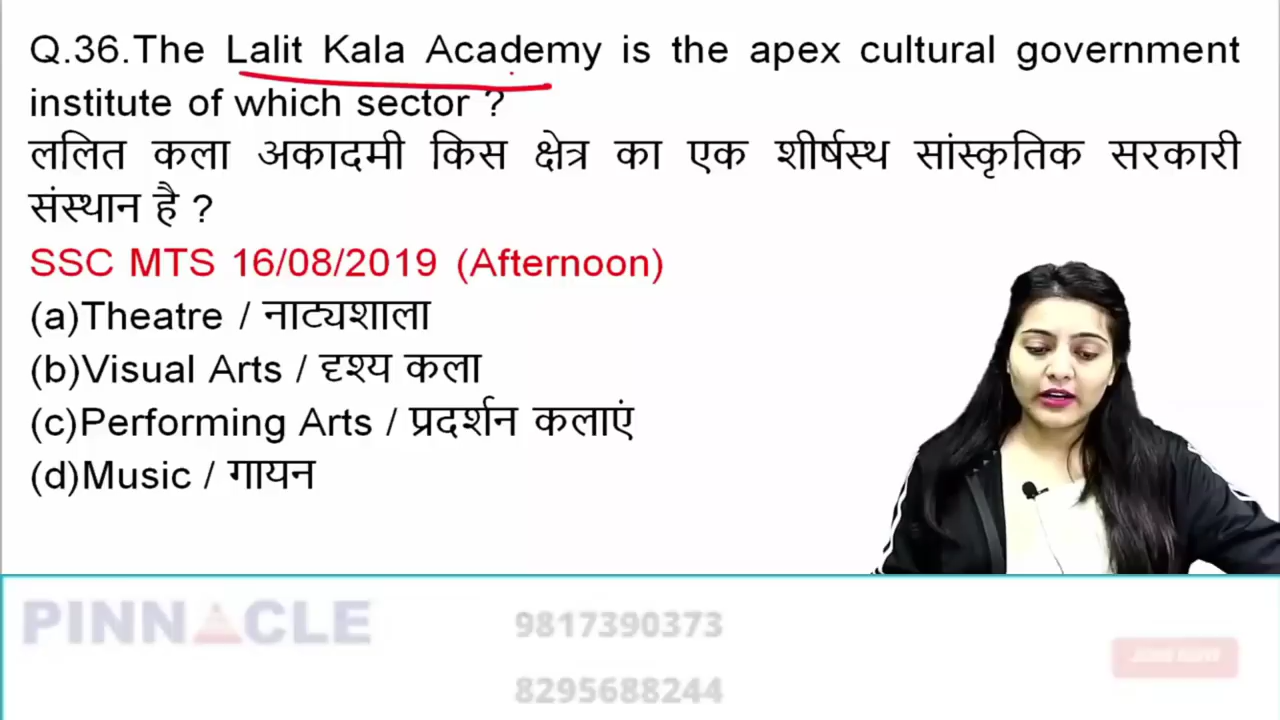 Q.36.The Lalit Kala Academy is the apex cultural government
institute of which sector ?
ललित कला अकादमी किस क्षेत्र का एक शीर्षस्थ सांस्कृतिक सरकारी
संस्थान है ?
SSC MTS 16/08/2019 (Afternoon)
(a)Theatre / नाट्यशाला
(b)Visual Arts / दृश्य कला
(c)Performing Arts / प्रदर्शन कलाएं
(d)Music / गायन
PINNACLE
9817390373
8295688244